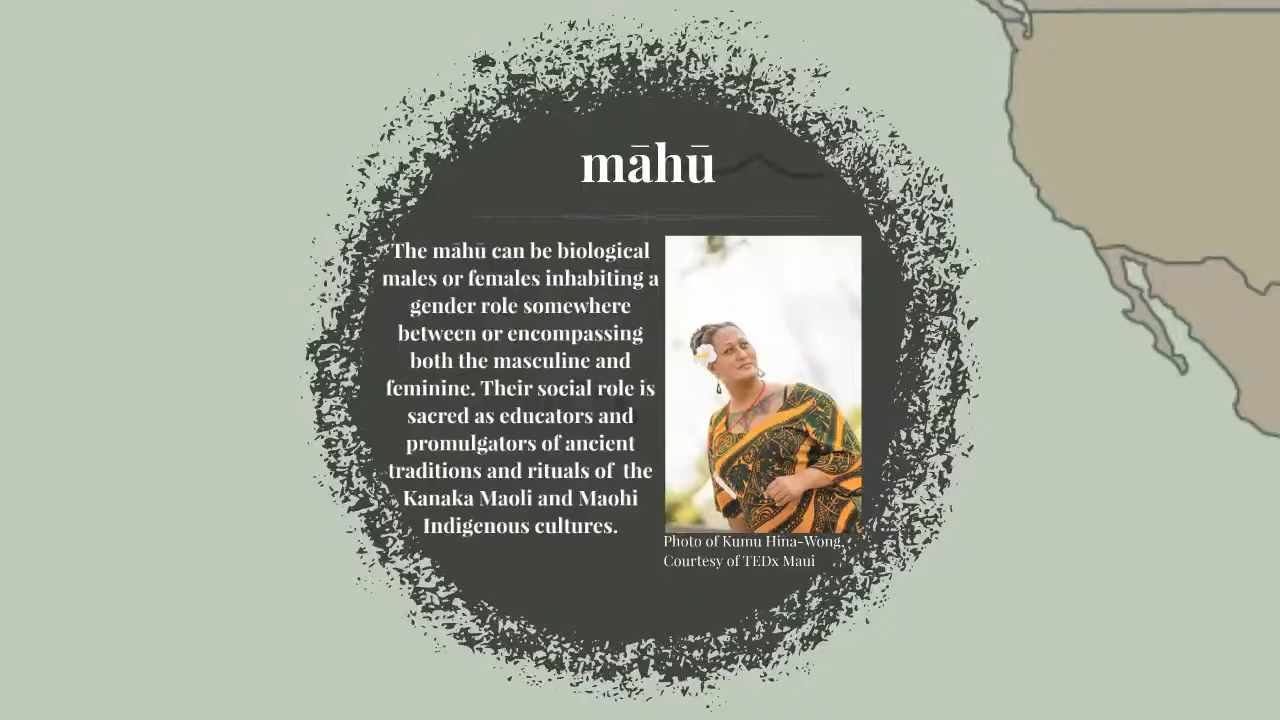 māhū
The māhū can be biological
males or females inhabiting a
gender role somewhere
between or encompassing
both the masculine and
feminine. Their social role is
sacred as educators and
promulgators of ancient
traditions and rituals of  the
Kanaka Maoli and Maohi
Indigenous cultures.
Photo of Kumu Hina-Wong,
Courtesy of TEDx Maui